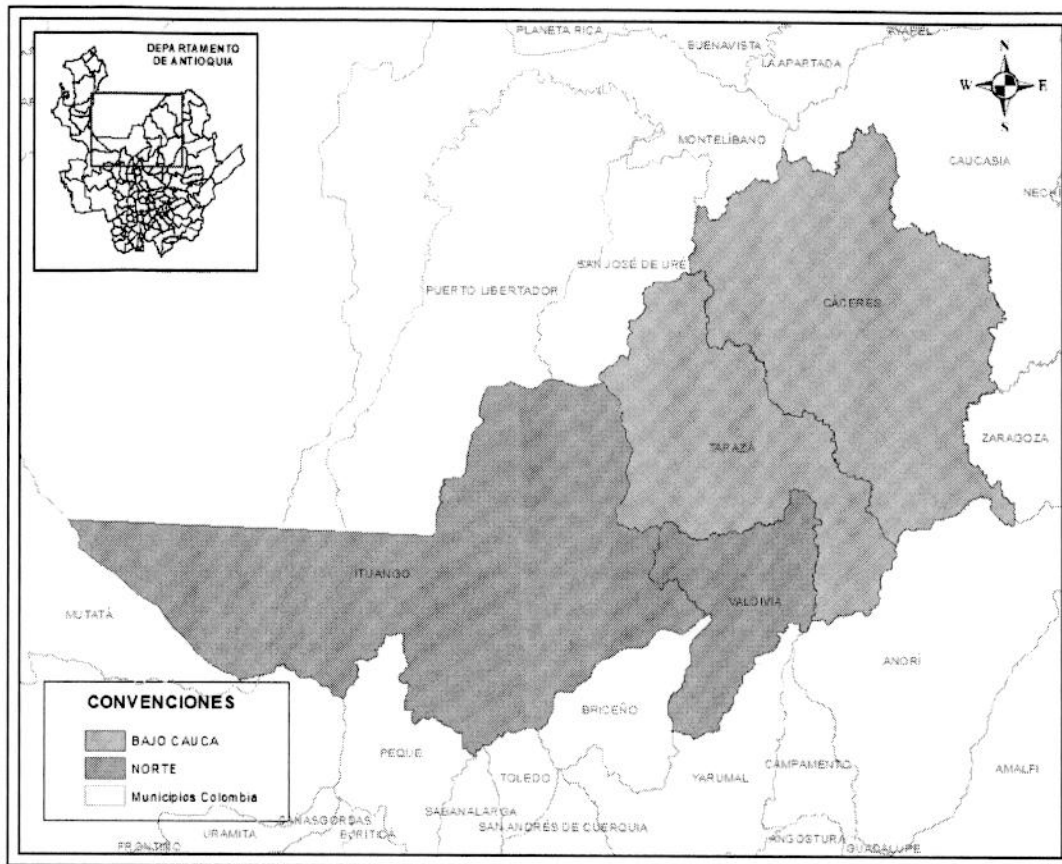 DEPARTAMENTO
DE ANTIOQUIA
PLANETA RICA
BUENAVISTA
AYAPEL
LA APARTADA
N
W E
S
MONTELÍBANO
CAUCASIA
NECHÍ
SAN JOSÉ DE URÉ
PUERTO LIBERTADOR
CÁCERES
TARAZÁ
ZARAGOZA
ITUANGO
VALDIVIA
MUTATÁ
ANORÍ
BRICEÑO
CONVENCIONES
BAJO CAUCA
NORTE
Municipios Colombia
PEQUE
TOLEDO
YARUMAL
CAMPAMENTO
AMALFI
SABANALARGA
CAÑASGORDAS
URAMITA
BURITICÁ
SAN ANDRÉS DE CUERQUIA
ANGOSTURA
FRONTINO
GUADALUPE